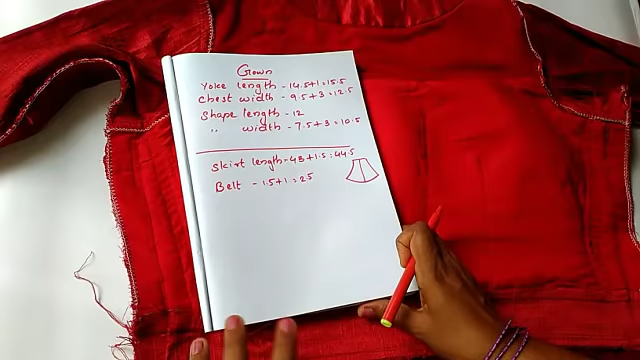 Gown
Yoke length - 14.5+1=15.5
Chest width - 9.5+3=12.5
Shape length - 12
" width - 7.5+3=10.5
Skirt length - 43+1.5=44.5
Belt - 1.5+1=2.5